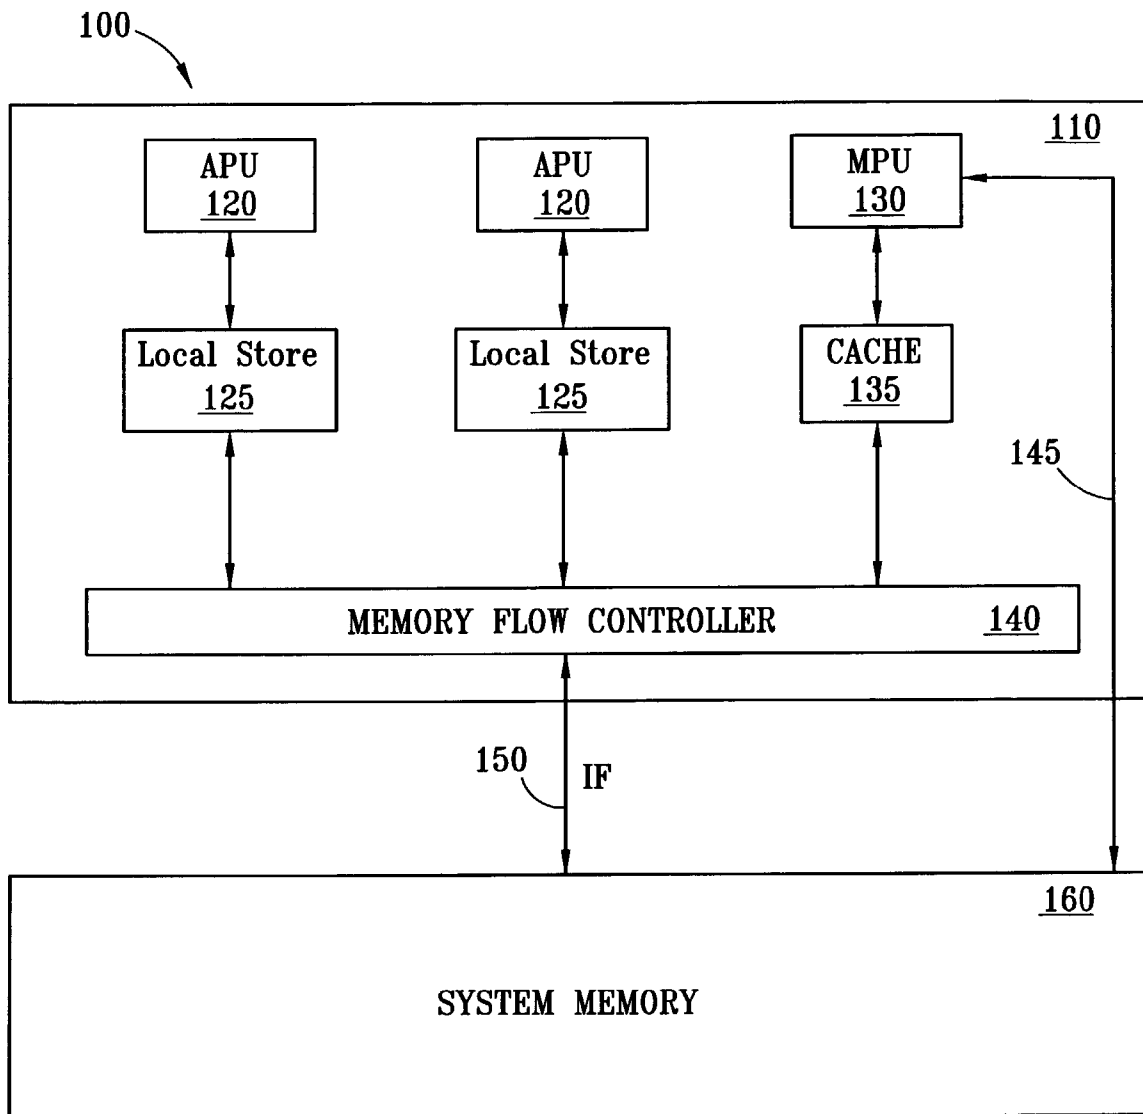 100
110
APU
120
APU
120
MPU
130
Local Store
125
Local Store
125
CACHE
135
145
MEMORY FLOW CONTROLLER 140
150
IF
160
SYSTEM MEMORY